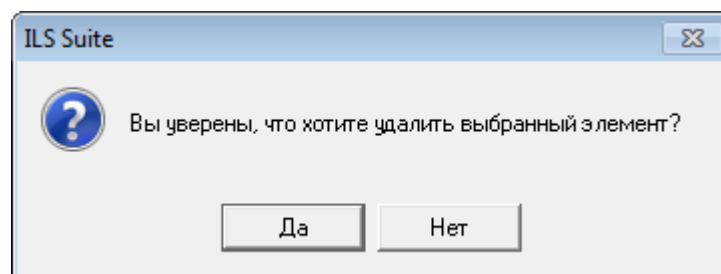 ILS Suite
Вы уверены, что хотите удалить выбранный элемент?
Да
Нет